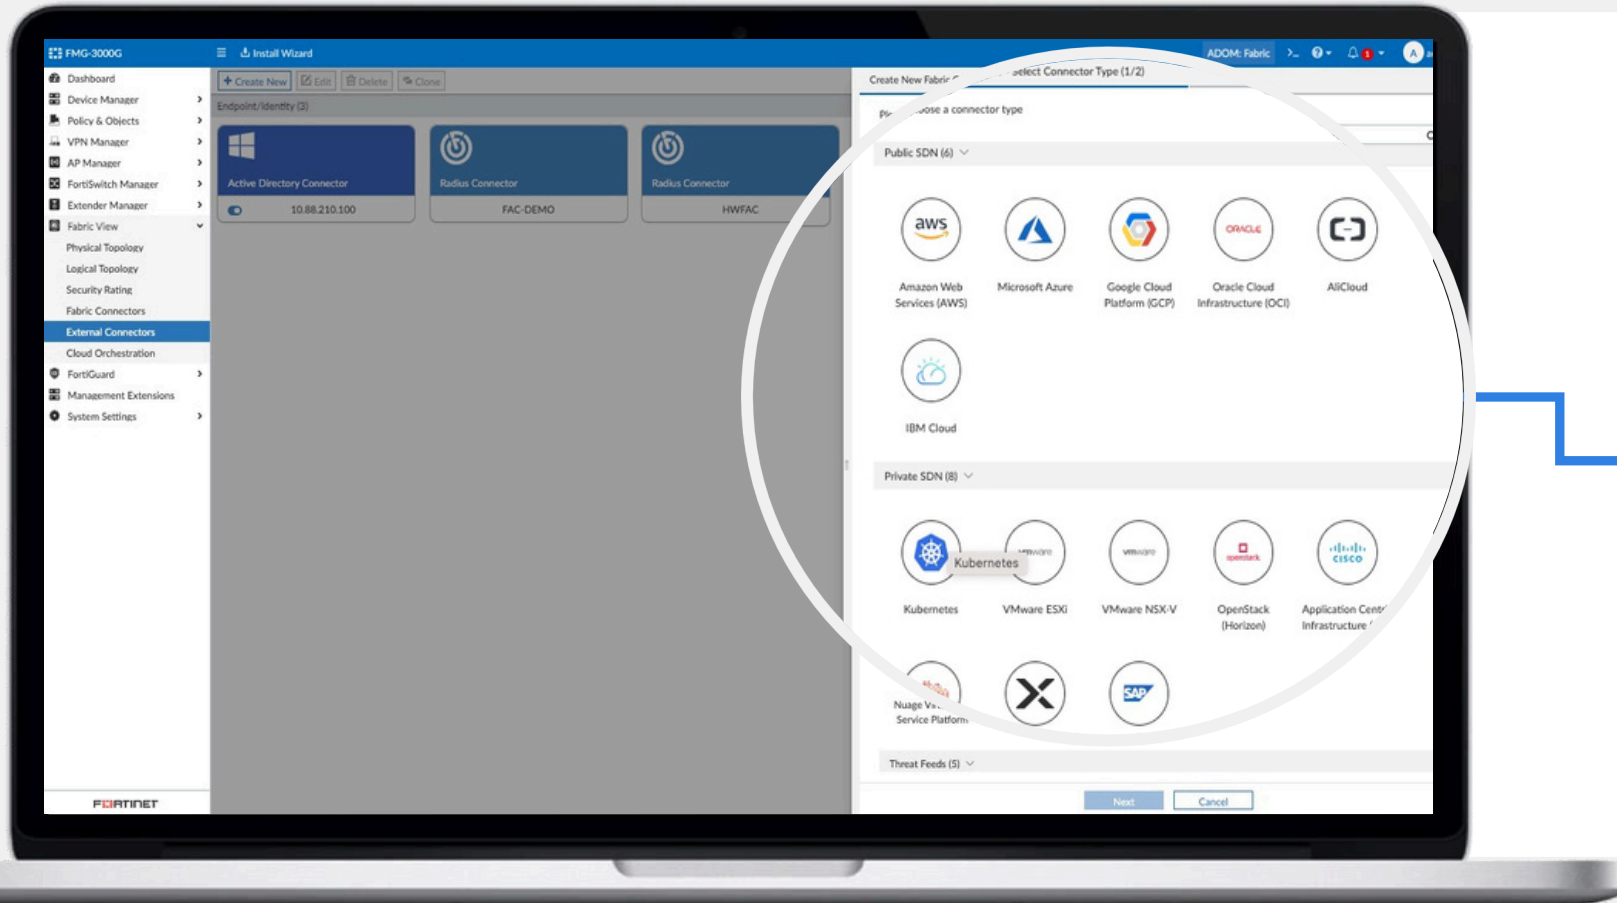 FMG-3000G
Install Wizard
ADOM: Fabric
1
A
Dashboard
Device Manager
Policy & Objects
VPN Manager
AP Manager
FortiSwitch Manager
Extender Manager
Fabric View
Physical Topology
Logical Topology
Security Rating
Fabric Connectors
External Connectors
Cloud Orchestration
FortiGuard
Management Extensions
System Settings
FORTINET
Create New
Edit
Delete
Clone
Endpoint/Identity (3)
Active Directory Connector
10.88.210.100
Radius Connector
FAC-DEMO
Radius Connector
HWFAC
Create New Fabric
Select Connector Type (1/2)
a connector type
Public SDN (6)
aws
ORACLE
Amazon Web
Services (AWS)
Microsoft Azure
Google Cloud
Platform (GCP)
Oracle Cloud
Infrastructure (OCI)
AliCloud
IBM Cloud
Private SDN (8)
Kubernetes
vmware
vmware
openstack.
CISCO
Kubernetes
VMware ESXi
VMware NSX-V
OpenStack
(Horizon)
Application
Infrastructure
SAP
Nuage
Service Platform
Threat Feeds (5)
Next
Cancel